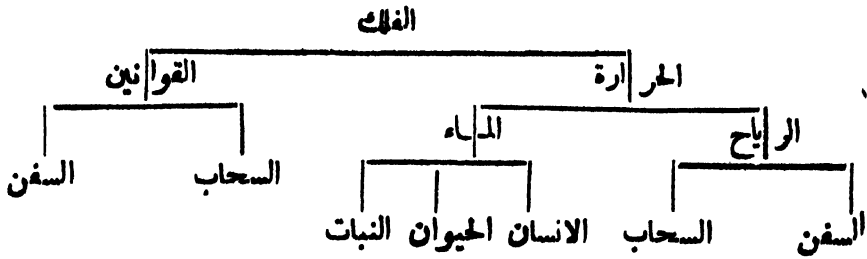 الفلك
الحرارة القوانين
الرياح الماء
السفن السحاب الانسان الحيوان النبات السحاب السفن